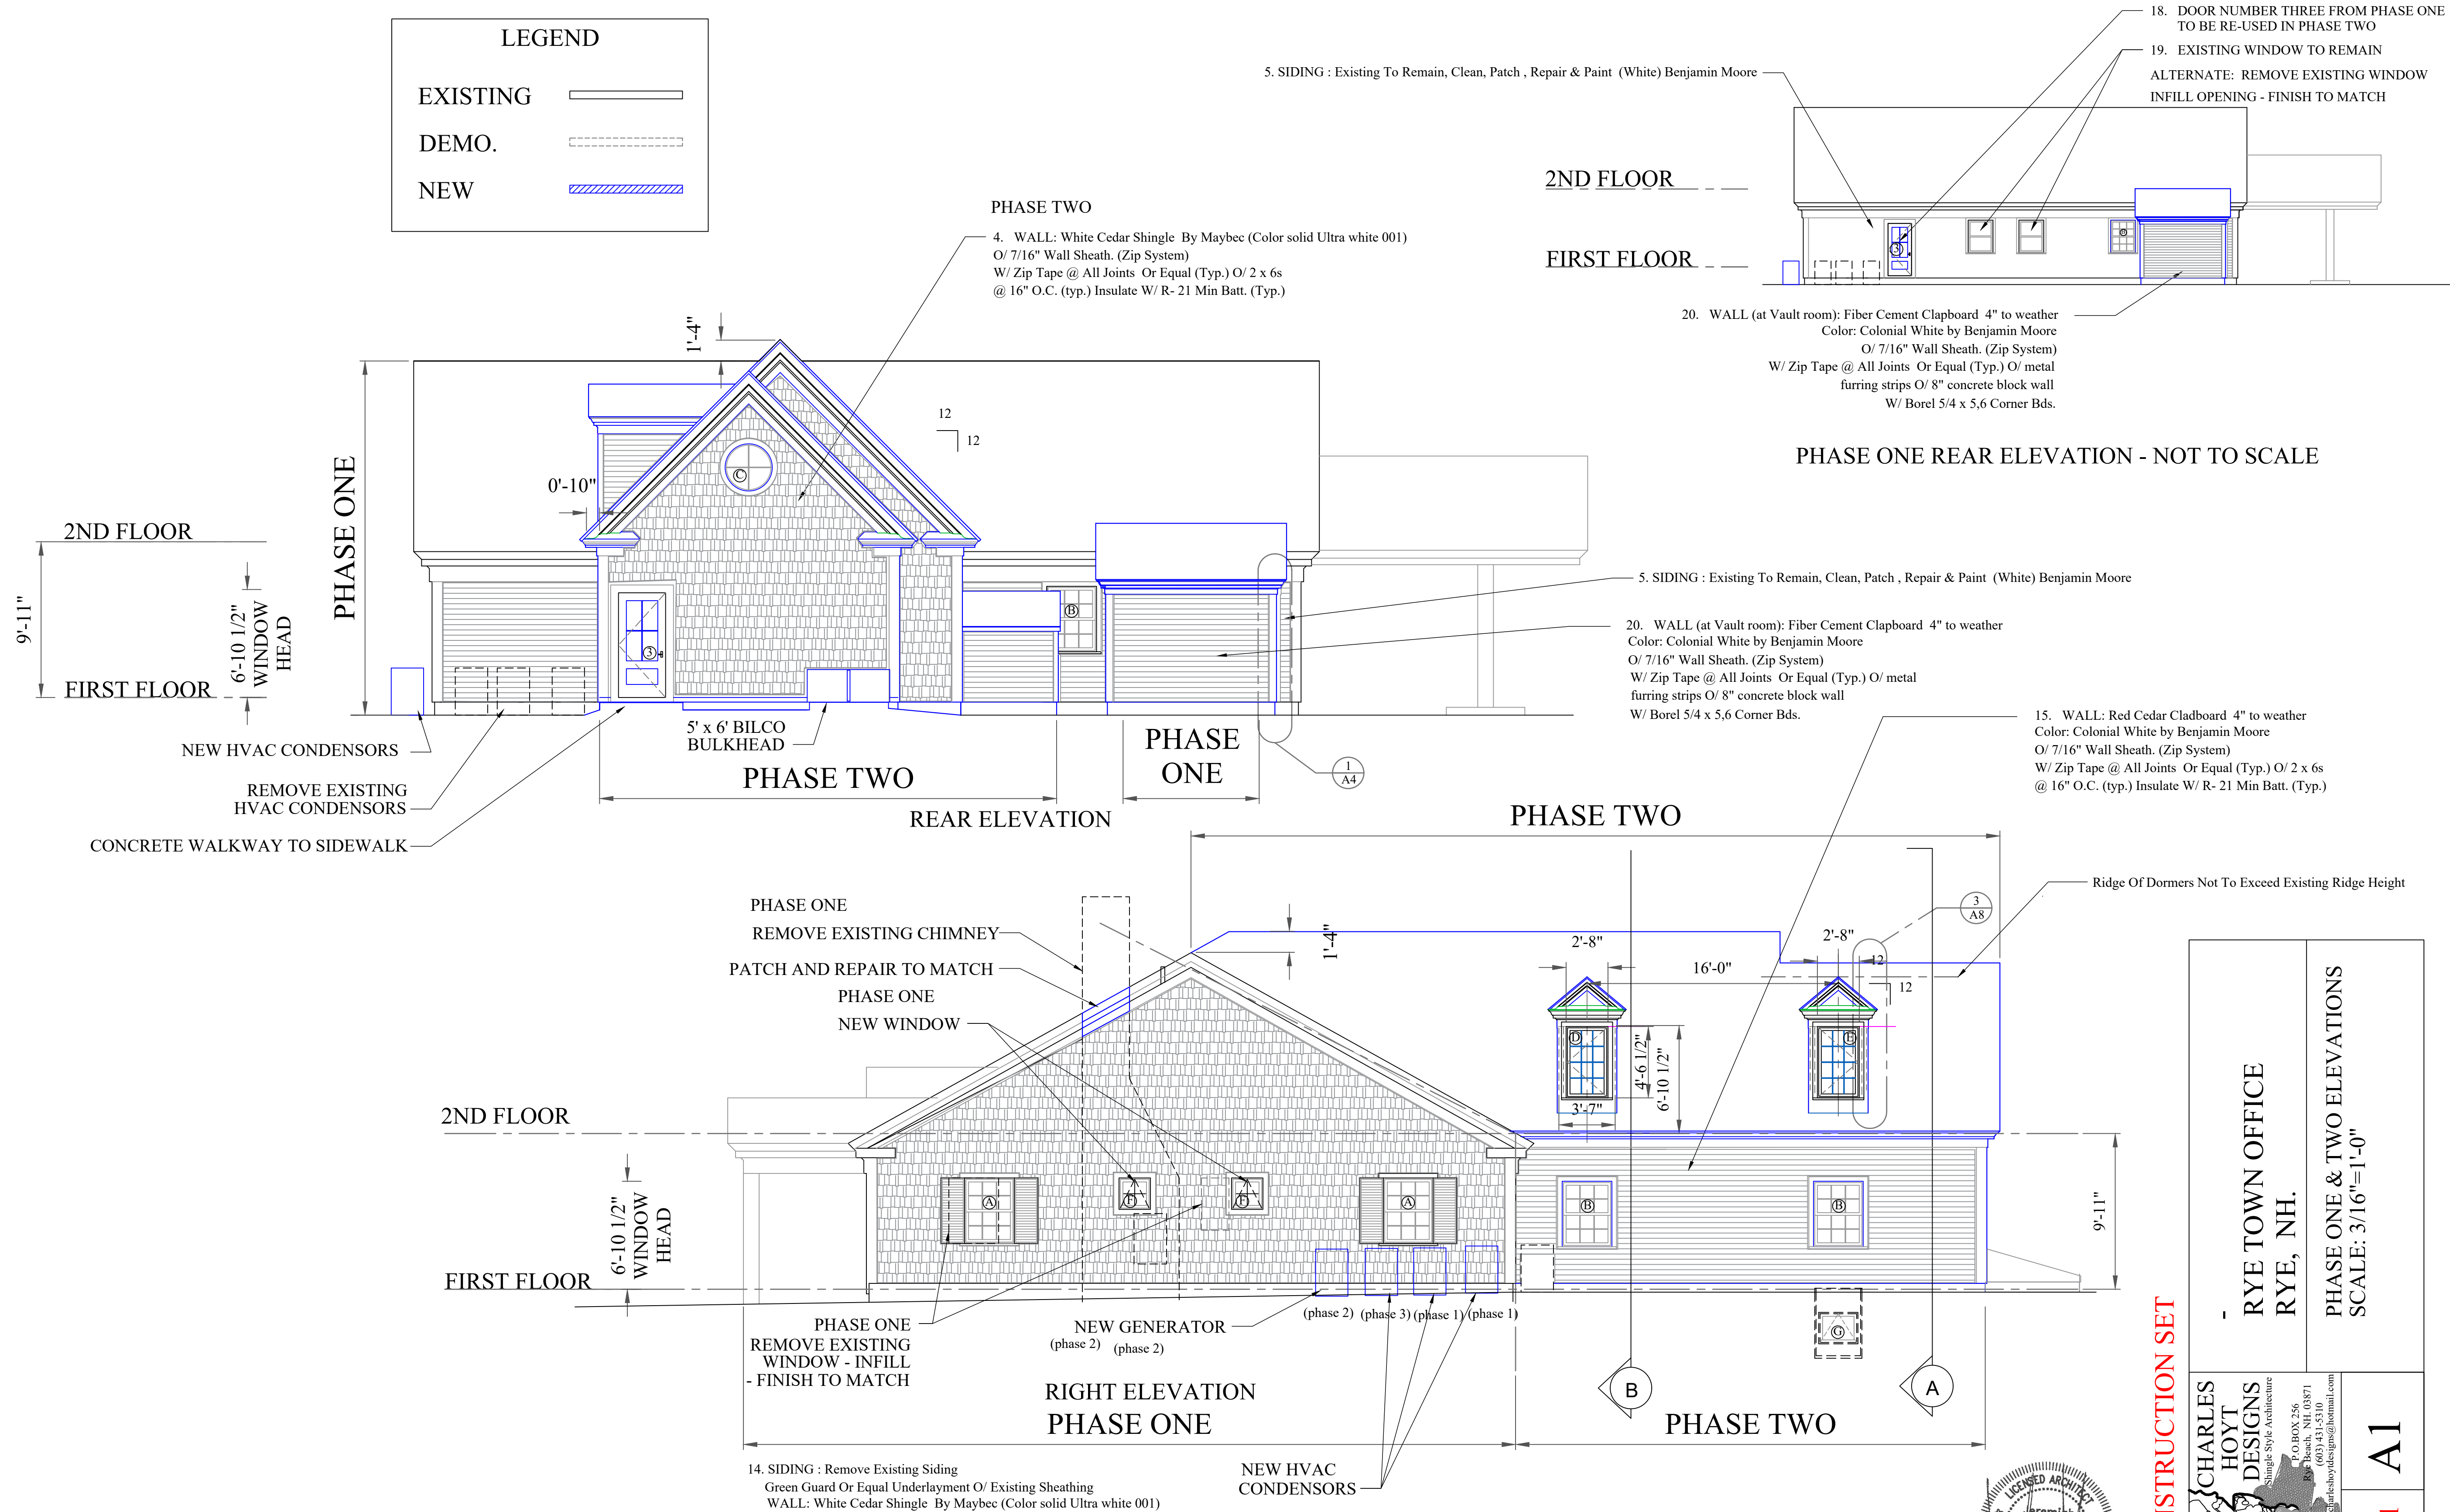 LEGEND
EXISTING
DEMO.
NEW
5. SIDING : Existing To Remain, Clean, Patch , Repair & Paint (White) Benjamin Moore
18. DOOR NUMBER THREE FROM PHASE ONE
TO BE RE-USED IN PHASE TWO
19. EXISTING WINDOW TO REMAIN
ALTERNATE: REMOVE EXISTING WINDOW
INFILL OPENING - FINISH TO MATCH
2ND FLOOR
FIRST FLOOR
3
B
20. WALL (at Vault room): Fiber Cement Clapboard 4" to weather
Color: Colonial White by Benjamin Moore
O/ 7/16" Wall Sheath. (Zip System)
W/ Zip Tape @ All Joints Or Equal (Typ.) O/ metal
furring strips O/ 8" concrete block wall
W/ Borel 5/4 x 5,6 Corner Bds.
PHASE ONE REAR ELEVATION - NOT TO SCALE
PHASE TWO
4. WALL: White Cedar Shingle By Maybec (Color solid Ultra white 001)
O/ 7/16" Wall Sheath. (Zip System)
W/ Zip Tape @ All Joints Or Equal (Typ.) O/ 2 x 6s
@ 16" O.C. (typ.) Insulate W/ R- 21 Min Batt. (Typ.)
1'-4"
12
12
C
0'-10"
PHASE ONE
2ND FLOOR
9'-11"
6'-10 1/2"
WINDOW
HEAD
FIRST FLOOR
B
3
5. SIDING : Existing To Remain, Clean, Patch , Repair & Paint (White) Benjamin Moore
20. WALL (at Vault room): Fiber Cement Clapboard 4" to weather
Color: Colonial White by Benjamin Moore
O/ 7/16" Wall Sheath. (Zip System)
W/ Zip Tape @ All Joints Or Equal (Typ.) O/ metal
furring strips O/ 8" concrete block wall
W/ Borel 5/4 x 5,6 Corner Bds.
NEW HVAC CONDENSORS
REMOVE EXISTING
HVAC CONDENSORS
CONCRETE WALKWAY TO SIDEWALK
5' x 6' BILCO
BULKHEAD
PHASE TWO
PHASE
ONE
1
A4
REAR ELEVATION
15. WALL: Red Cedar Cladboard 4" to weather
Color: Colonial White by Benjamin Moore
O/ 7/16" Wall Sheath. (Zip System)
W/ Zip Tape @ All Joints Or Equal (Typ.) O/ 2 x 6s
@ 16" O.C. (typ.) Insulate W/ R- 21 Min Batt. (Typ.)
PHASE TWO
Ridge Of Dormers Not To Exceed Existing Ridge Height
3
A8
PHASE ONE
REMOVE EXISTING CHIMNEY
PATCH AND REPAIR TO MATCH
PHASE ONE
NEW WINDOW
1'-4"
2'-8"
2'-8"
16'-0"
12
12
D
E
4'-6 1/2"
6'-10 1/2"
3'-7"
2ND FLOOR
6'-10 1/2"
WINDOW
HEAD
FIRST FLOOR
A
F
F
A
B
B
9'-11"
G
(phase 2) (phase 3) (phase 1) (phase 1)
PHASE ONE
REMOVE EXISTING
WINDOW - INFILL
- FINISH TO MATCH
NEW GENERATOR
(phase 2) (phase 2)
B
A
RIGHT ELEVATION
PHASE ONE
PHASE TWO
14. SIDING : Remove Existing Siding
Green Guard Or Equal Underlayment O/ Existing Sheathing
WALL: White Cedar Shingle By Maybec (Color solid Ultra white 001)
NEW HVAC
CONDENSORS
-
RYE TOWN OFFICE
RYE, NH.
PHASE ONE & TWO ELEVATIONS
SCALE: 3/16"=1'-0"
CHARLES
HOYT
DESIGNS
Shingle Style Architecture
P.O.BOX 256
Rye Beach, NH. 03871
(603) 431-5310
charleshoytdesigns@hotmail.com
A1
LICENSED ARCHITECT